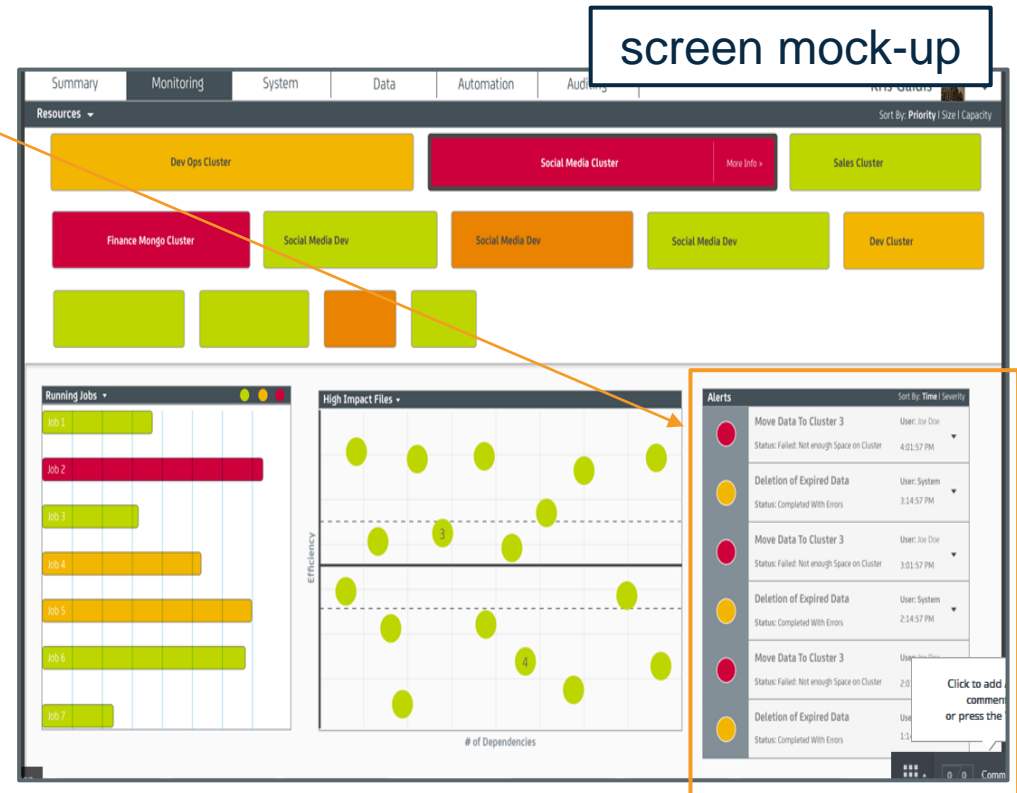 screen mock-up
Summary Monitoring System Data Automation
Resources
Sort By: Priority | Size | Capacity
Dev Ops Cluster
Social Media Cluster More Info >
Sales Cluster
Finance Mongo Cluster
Social Media Dev
Social Media Dev
Social Media Dev
Dev Cluster
Running Jobs
Job 1
Job 2
Job 3
Job 4
Job 5
Job 6
Job 7
High Impact Files
Efficiency
3
4
# of Dependencies
Alerts Sort By: Time | Severity
Move Data To Cluster 3 User: Joe Doe
Status: Failed: Not enough Space on Cluster 4:01:57 PM
Deletion of Expired Data User: System
Status: Completed With Errors 3:14:57 PM
Move Data To Cluster 3 User: Joe Doe
Status: Failed: Not enough Space on Cluster 3:01:57 PM
Deletion of Expired Data User: System
Status: Completed With Errors 2:14:57 PM
Move Data To Cluster 3
Status: Failed: Not enough Space on Cluster
Deletion of Expired Data
Status: Completed With Errors
Click to add
or press the
0 0